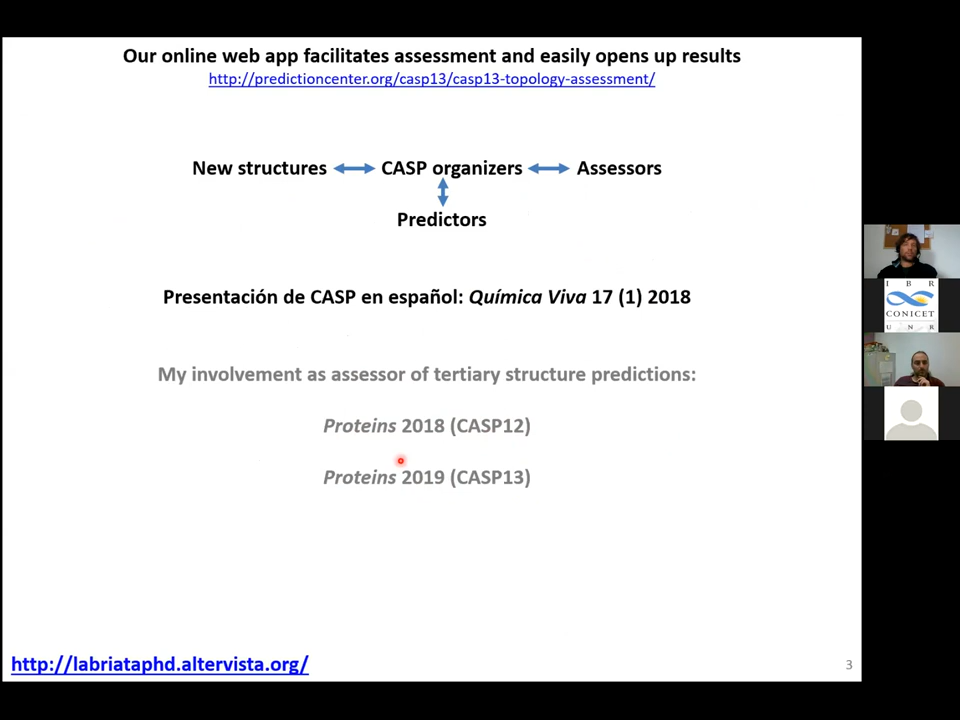 Our online web app facilitates assessment and easily opens up results
http://predictioncenter.org/casp13/casp13-topology-assessment/
New structures CASP organizers Assessors
Predictors
Presentación de CASP en español: Química Viva 17 (1) 2018
My involvement as assessor of tertiary structure predictions:
Proteins 2018 (CASP12)
Proteins 2019 (CASP13)
http://labriataphd.altervista.org/
3
I B R
CONICET
U N R